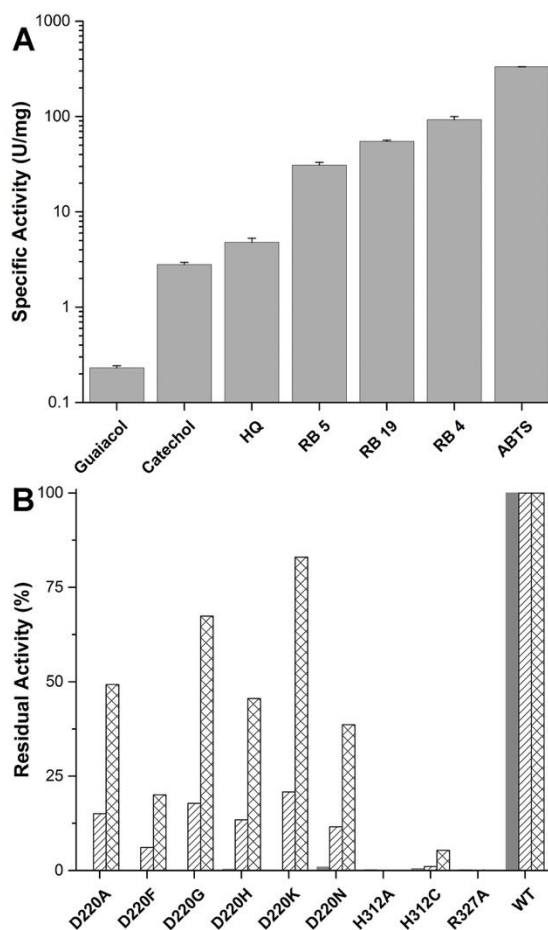 A
Specific Activity (U/mg)
1000
100
10
1
0.1
Guaiacol
Catechol
HQ
RB 5
RB 19
RB 4
ABTS
B
Residual Activity (%)
100
75
50
25
0
D220A
D220F
D220G
D220H
D220K
D220N
H312A
H312C
R327A
WT